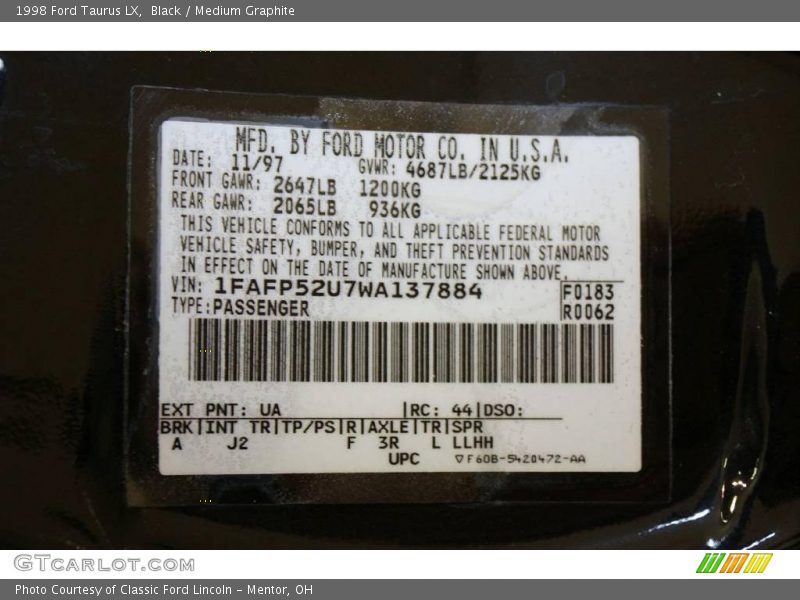 1998 Ford Taurus LX, Black / Medium Graphite
MFD. BY FORD MOTOR CO. IN U.S.A.
DATE: 11/97 GVWR: 4687LB/2125KG
FRONT GAWR: 2647LB 1200KG
REAR GAWR: 2065LB 936KG
THIS VEHICLE CONFORMS TO ALL APPLICABLE FEDERAL MOTOR
VEHICLE SAFETY, BUMPER, AND THEFT PREVENTION STANDARDS
IN EFFECT ON THE DATE OF MANUFACTURE SHOWN ABOVE.
VIN: 1FAFP52U7WA137884 F0183
TYPE:PASSENGER R0062
EXT PNT: UA |RC: 44|DSO:
BRK|INT TR|TP/PS|R|AXLE|TR|SPR
A J2 F 3R L LLHH
UPC ▽F6DB-5420472-AA
GTCARLOT.COM
Photo Courtesy of Classic Ford Lincoln - Mentor, OH